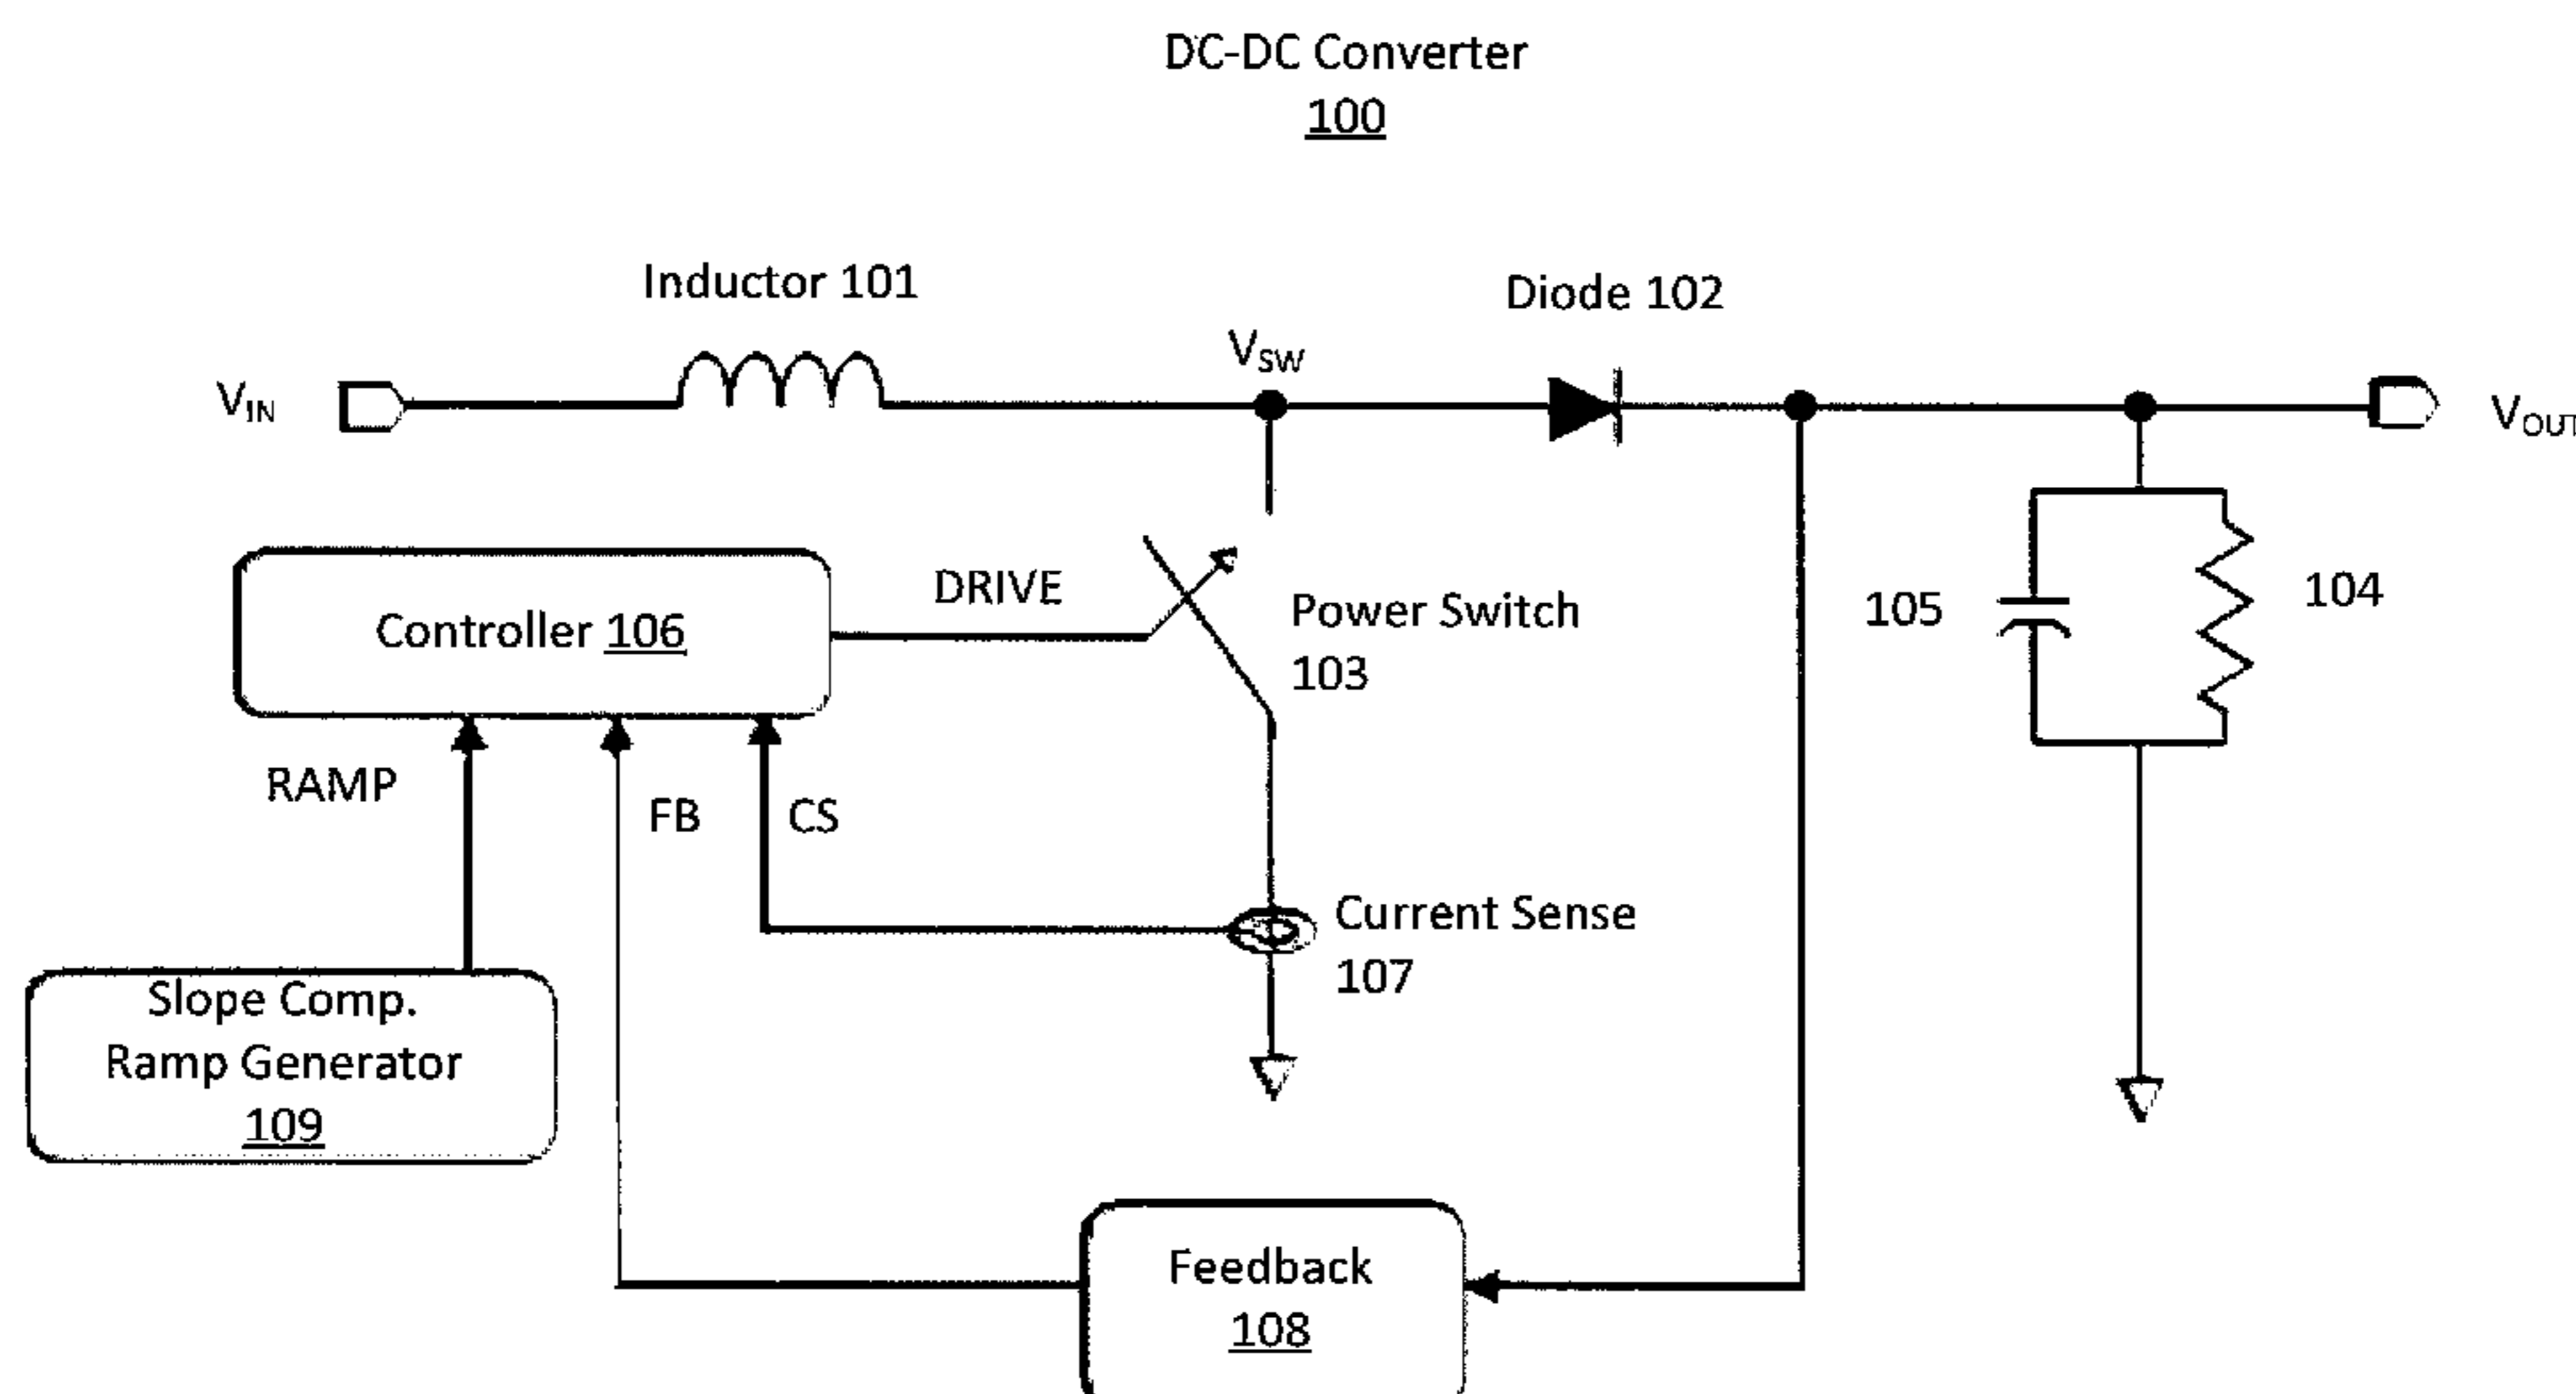 DC-DC Converter
100
Inductor 101
Diode 102
VSW
VIN
VOUT
DRIVE
Controller 106
Power Switch
103
105
104
RAMP
FB
CS
Current Sense
107
Slope Comp.
Ramp Generator
109
Feedback
108